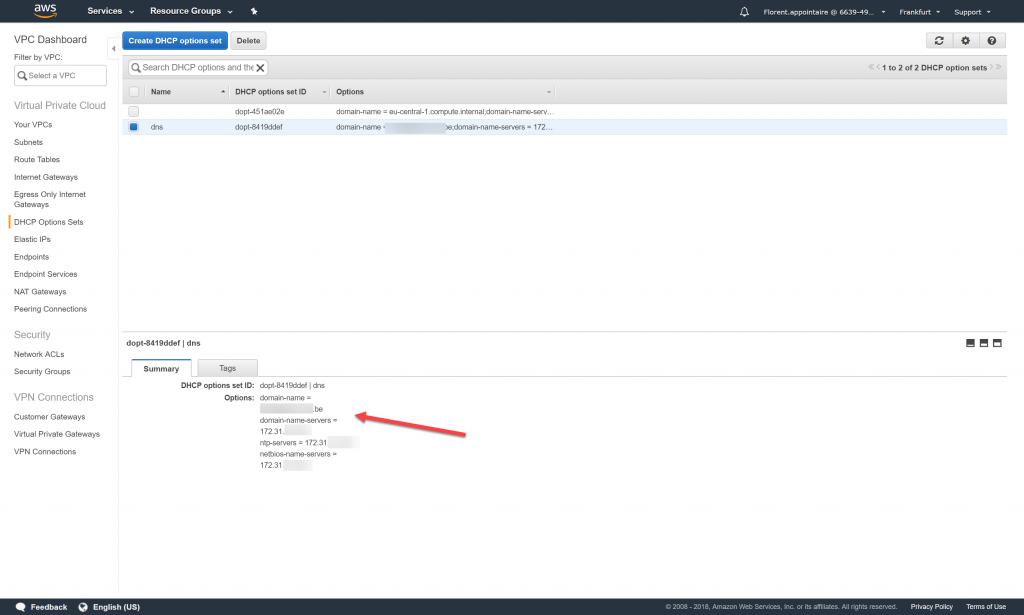 aws Services Resource Groups Florent.appointaire @ 6639-49... Frankfurt Support
VPC Dashboard
Filter by VPC:
Select a VPC
Virtual Private Cloud
Your VPCs
Subnets
Route Tables
Internet Gateways
Egress Only Internet
Gateways
DHCP Options Sets
Elastic IPs
Endpoints
Endpoint Services
NAT Gateways
Peering Connections
Security
Network ACLs
Security Groups
VPN Connections
Customer Gateways
Virtual Private Gateways
VPN Connections
Create DHCP options set Delete
Search DHCP options and the 1 to 2 of 2 DHCP option sets
Name DHCP options set ID Options
dopt-451ae02e domain-name = eu-central-1.compute.internal;domain-name-serv...
dns dopt-8419ddef domain-name be;domain-name-servers = 172...
dopt-8419ddef | dns
Summary Tags
DHCP options set ID: dopt-8419ddef | dns
Options: domain-name =
.be
domain-name-servers =
172.31.
ntp-servers = 172.31
netbios-name-servers =
172.31
Feedback English (US) © 2008 - 2018, Amazon Web Services, Inc. or its affiliates. All rights reserved. Privacy Policy Terms of Use